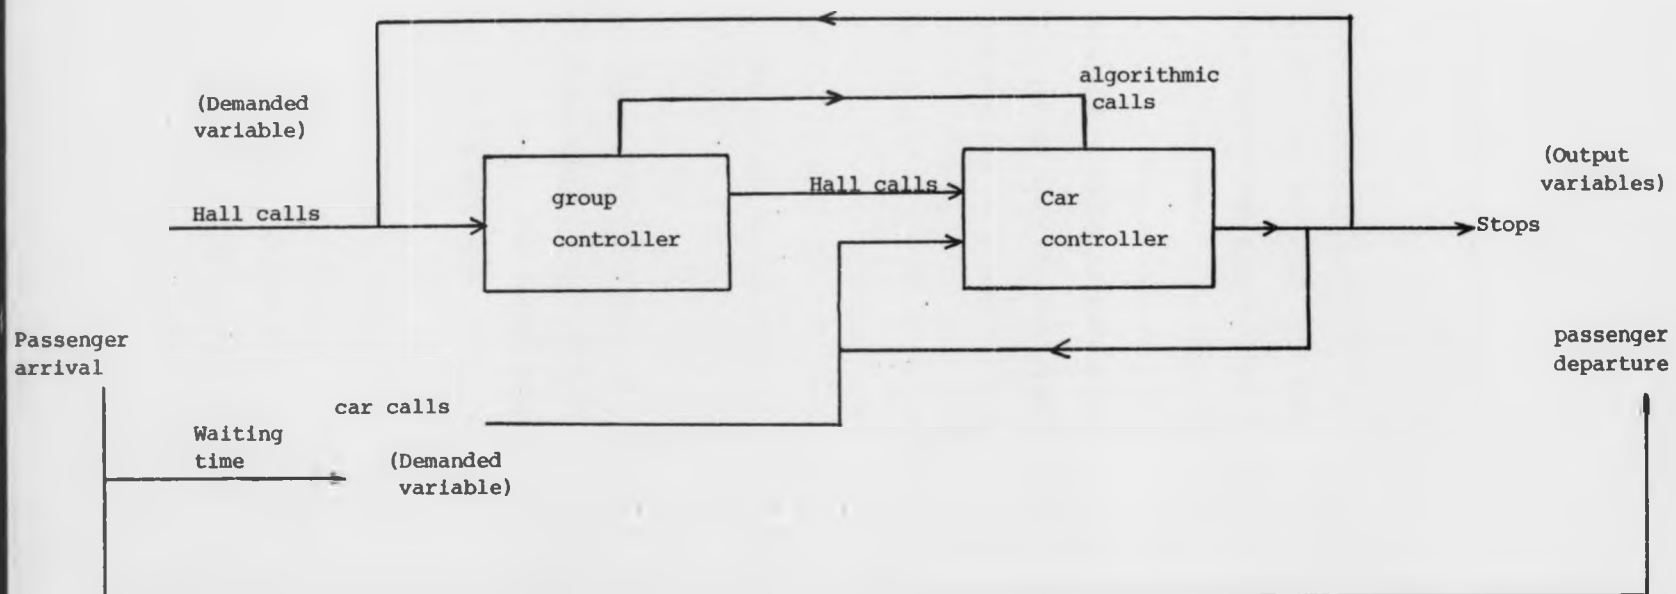 algorithmic
calls
(Demanded
variable)
(Output
variables)
Hall calls
group
controller
Hall calls
Car
controller
Stops
Passenger
arrival
passenger
departure
car calls
Waiting
time
(Demanded
variable)